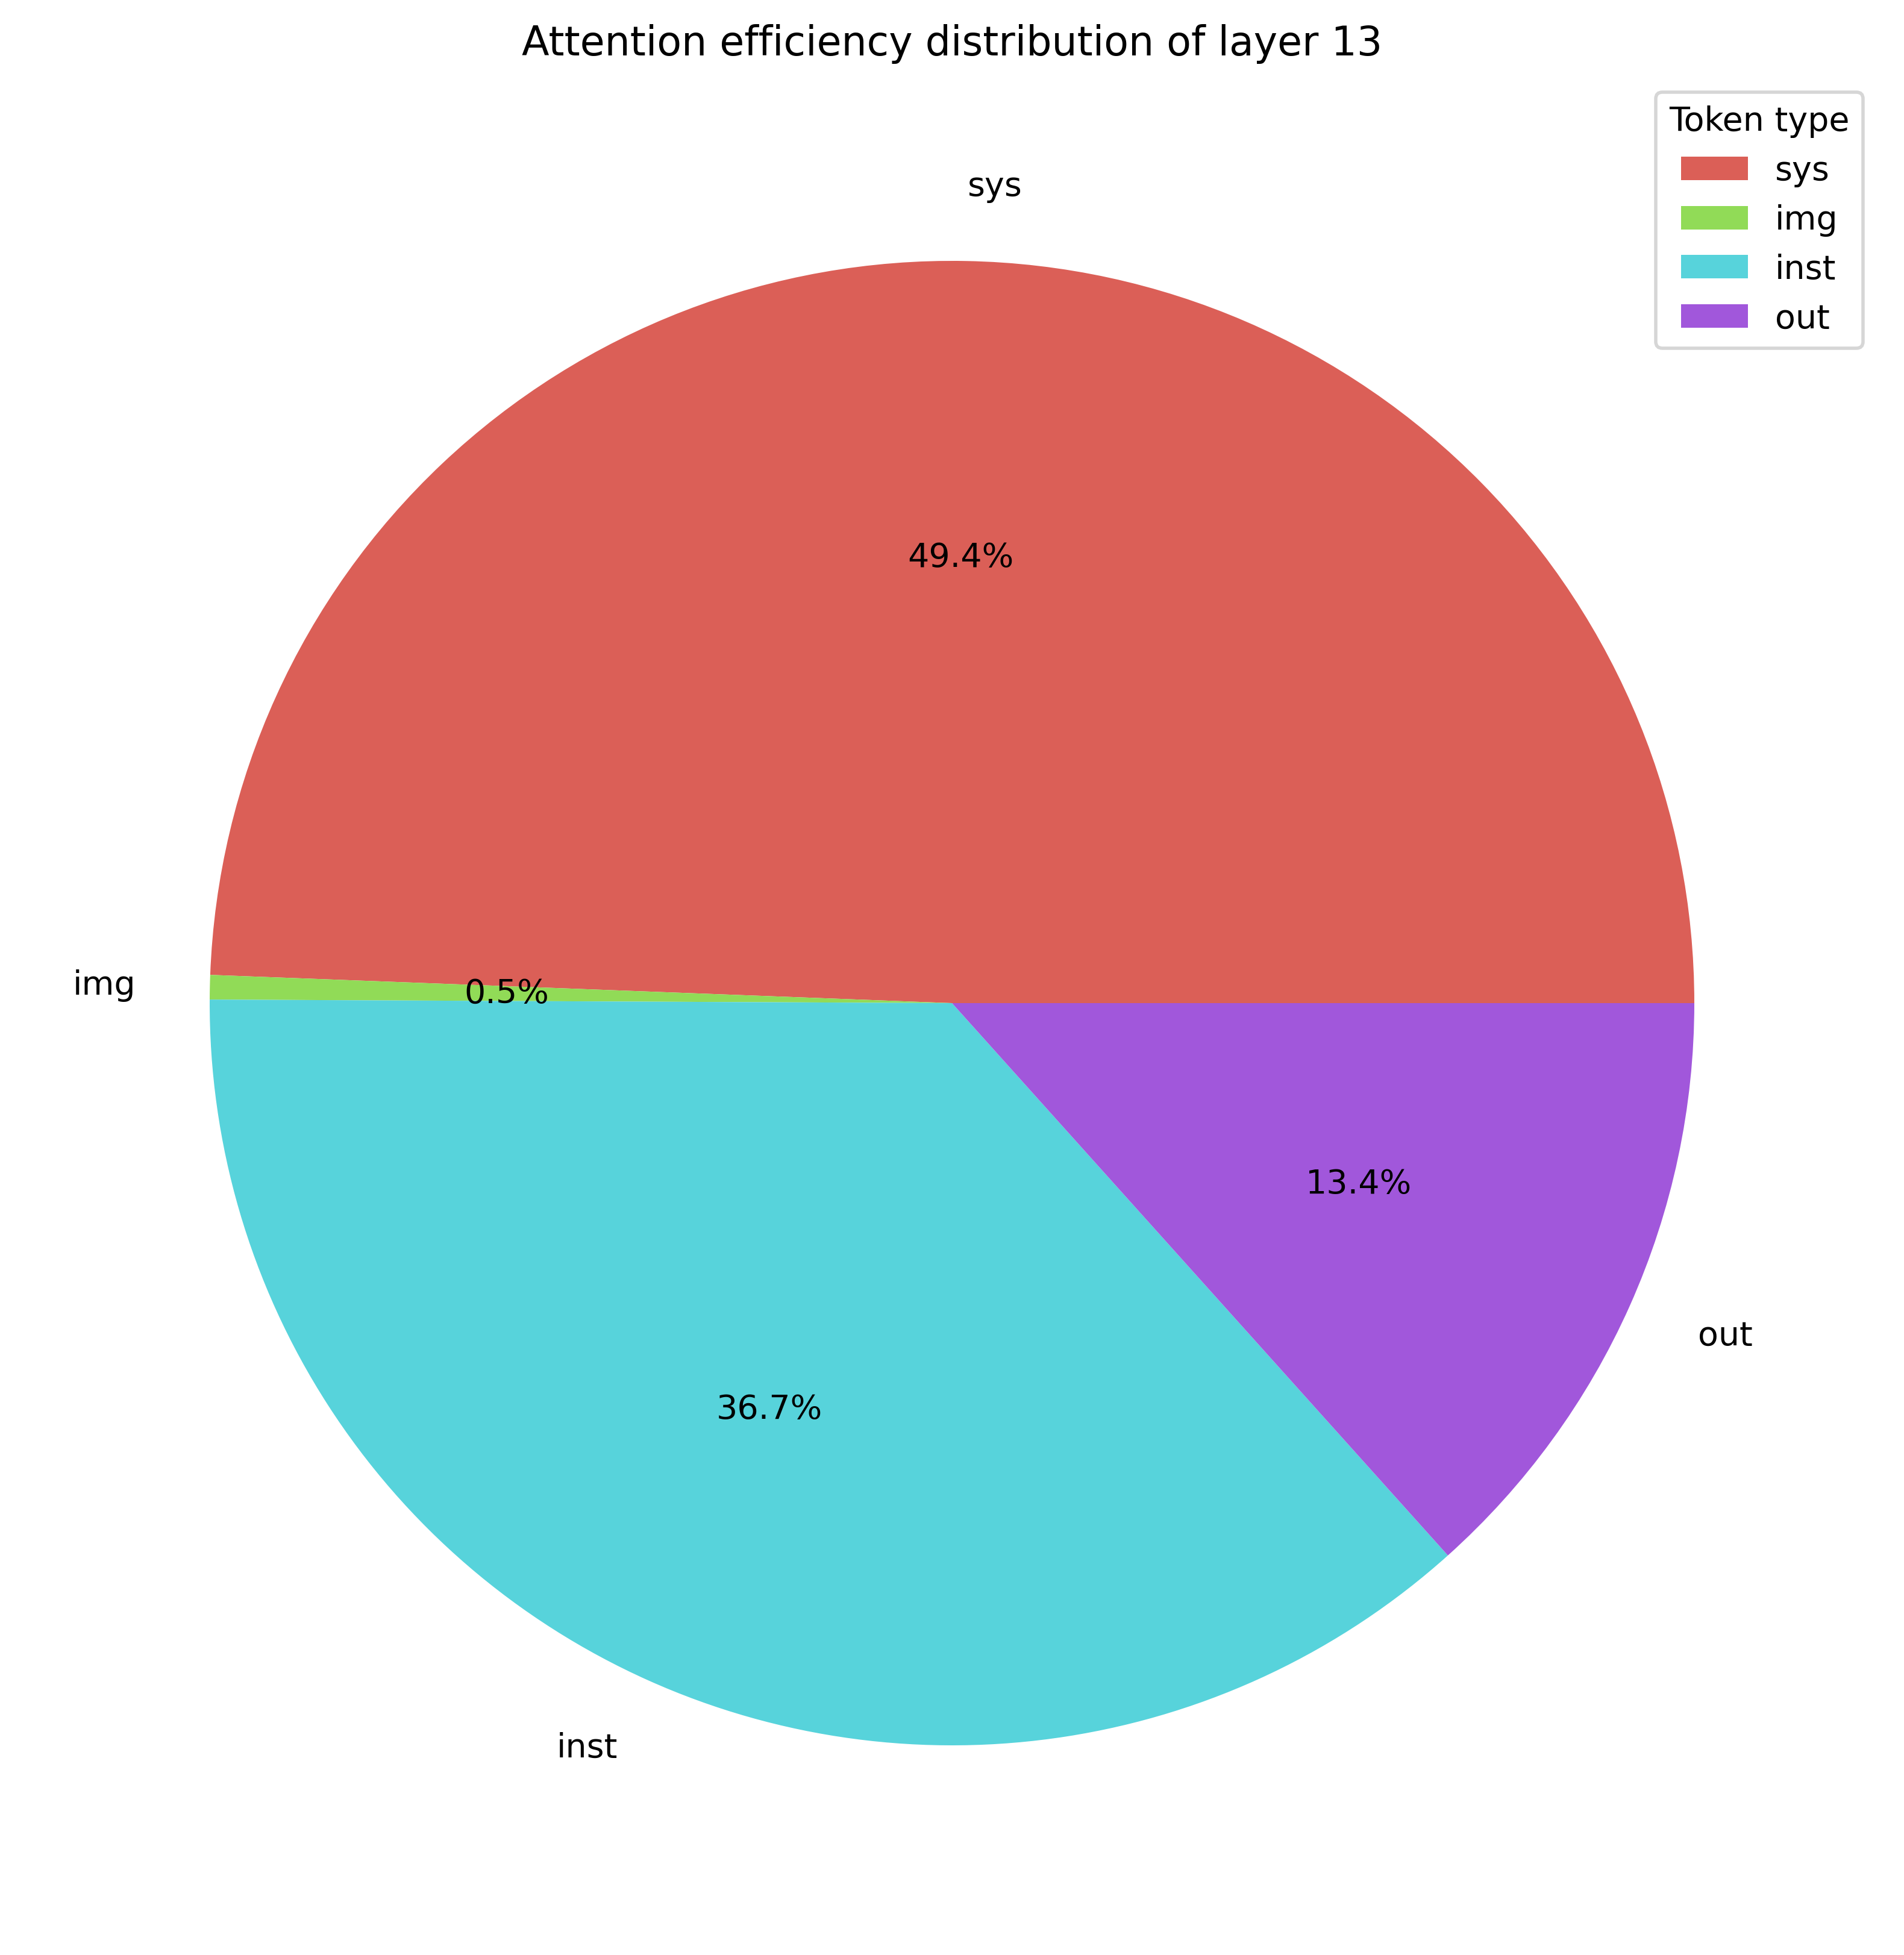 Attention efficiency distribution of layer 13
Token type
sys
img
inst
out
sys
49.4%
img
0.5%
13.4%
out
36.7%
inst